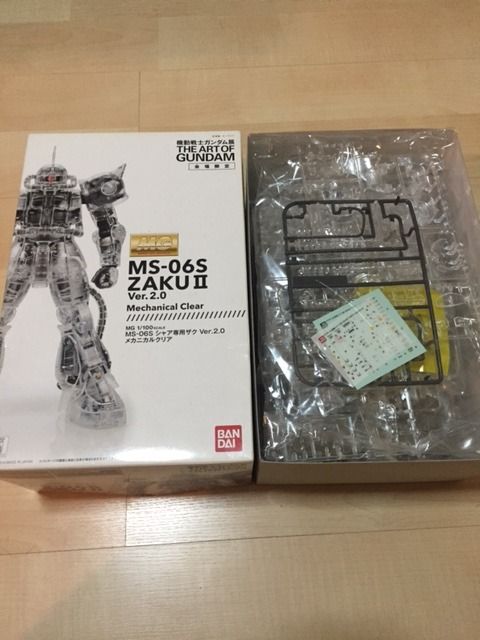 機動戦士ガンダム展
THE ART OF
GUNDAM
会場限定
MG
MS-06S
ZAKU II
Ver. 2.0
Mechanical Clear
MG 1/100 SCALE
MS-06S シャア専用ザク Ver.2.0
メカニカルクリア
BAN
DAI